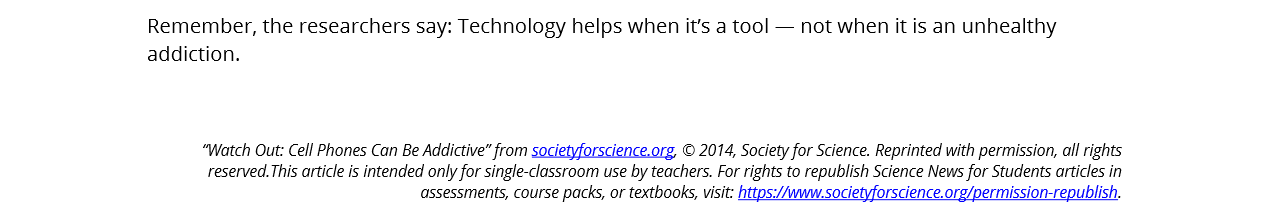 Remember, the researchers say: Technology helps when it’s a tool — not when it is an unhealthy
addiction.
“Watch Out: Cell Phones Can Be Addictive” from societyforscience.org, © 2014, Society for Science. Reprinted with permission, all rights
reserved.This article is intended only for single-classroom use by teachers. For rights to republish Science News for Students articles in
assessments, course packs, or textbooks, visit: https://www.societyforscience.org/permission-republish.